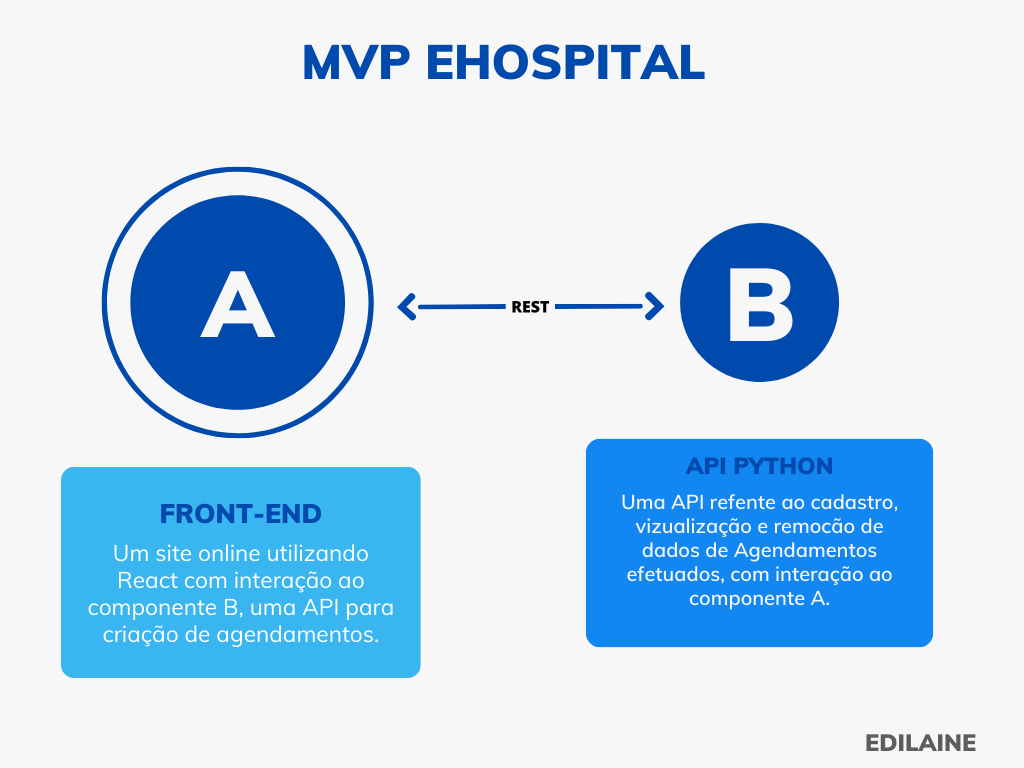 MVP EHOSPITAL
A
REST
B
FRONT-END
Um site online utilizando
React com interação ao
componente B, uma API para
criação de agendamentos.
API PYTHON
Uma API refente ao cadastro,
vizualização e remocão de
dados de Agendamentos
efetuados, com interação ao
componente A.
EDILAINE